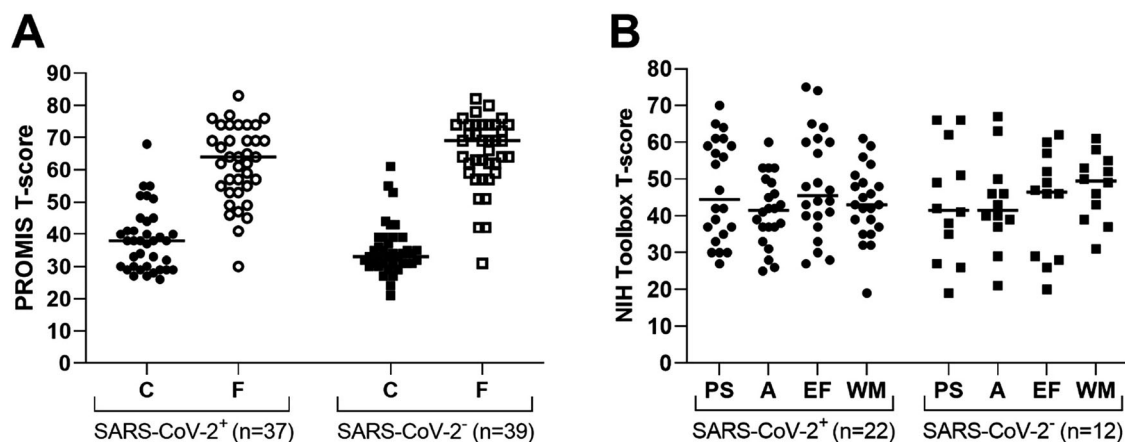 A
PROMIS T-score
90
80
70
60
50
40
30
20
10
0
C F C F
SARS-CoV-2⁺ (n=37) SARS-CoV-2⁻ (n=39)
B
NIH Toolbox T-score
80
70
60
50
40
30
20
10
0
PS A EF WM PS A EF WM
SARS-CoV-2⁺ (n=22) SARS-CoV-2⁻ (n=12)